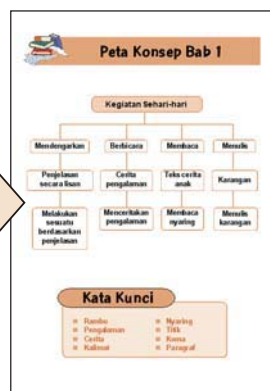 Peta Konsep Bab 1
Kegiatan Sehari-hari
Mendengarkan
Berbicara
Membaca
Menulis
Penjelasan
secara lisan
Cerita
pengalaman
Teks cerita
anak
Karangan
Melakukan
sesuatu
berdasarkan
penjelasan
Menceritakan
pengalaman
Membaca
nyaring
Menulis
karangan
Kata Kunci
Rambu
Pengalaman
Cerita
Kalimat
Nyaring
Titik
Koma
Paragraf